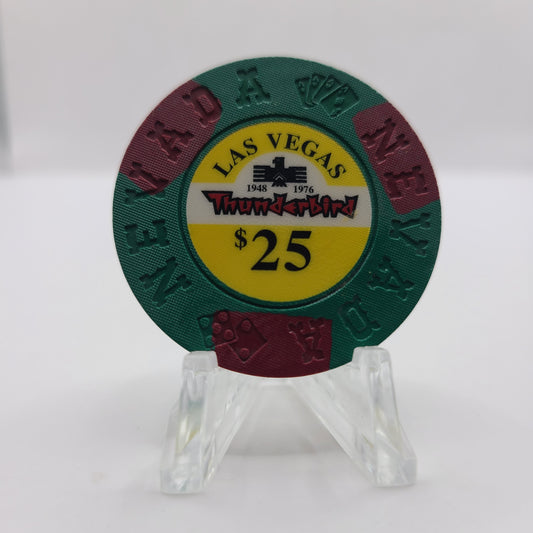 LAS VEGAS
1948 1976
Thunderbird
$25
NEVADA
NEVADA